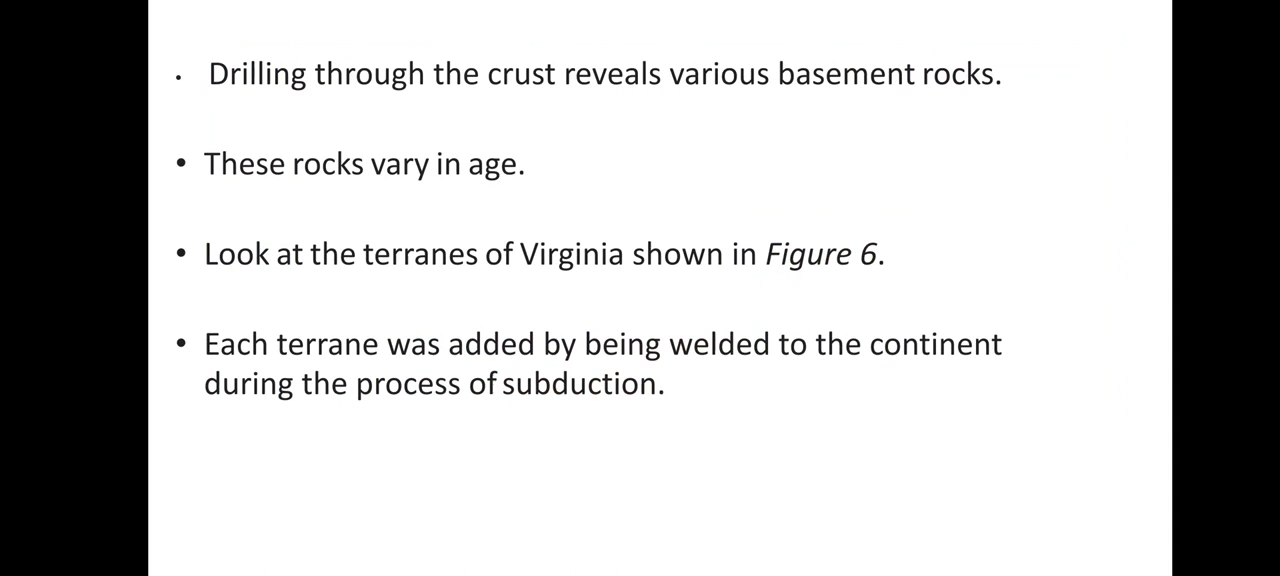 • Drilling through the crust reveals various basement rocks.
• These rocks vary in age.
• Look at the terranes of Virginia shown in Figure 6.
• Each terrane was added by being welded to the continent
during the process of subduction.